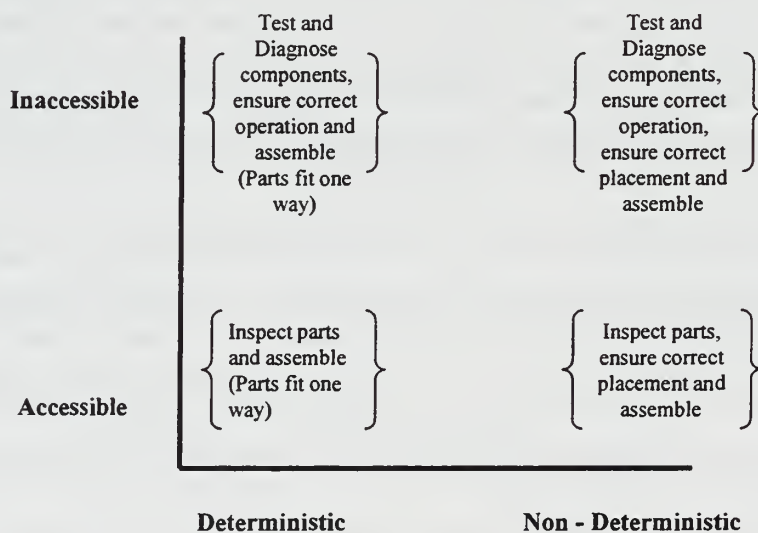 Inaccessible
Test and
Diagnose
components,
ensure correct
operation and
assemble
(Parts fit one
way)
Test and
Diagnose
components,
ensure correct
operation,
ensure correct
placement and
assemble
Accessible
Inspect parts
and assemble
(Parts fit one
way)
Inspect parts,
ensure correct
placement and
assemble
Deterministic
Non - Deterministic